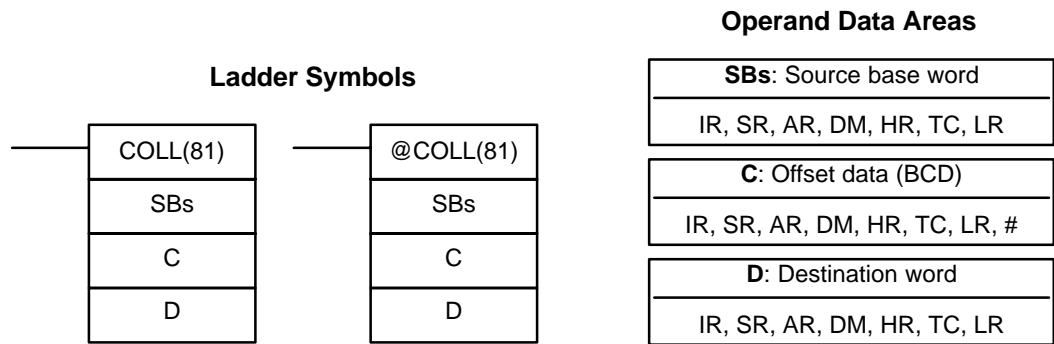 Ladder Symbols
COLL(81)
SBs
C
D
@COLL(81)
SBs
C
D
Operand Data Areas
SBs: Source base word
IR, SR, AR, DM, HR, TC, LR
C: Offset data (BCD)
IR, SR, AR, DM, HR, TC, LR, #
D: Destination word
IR, SR, AR, DM, HR, TC, LR